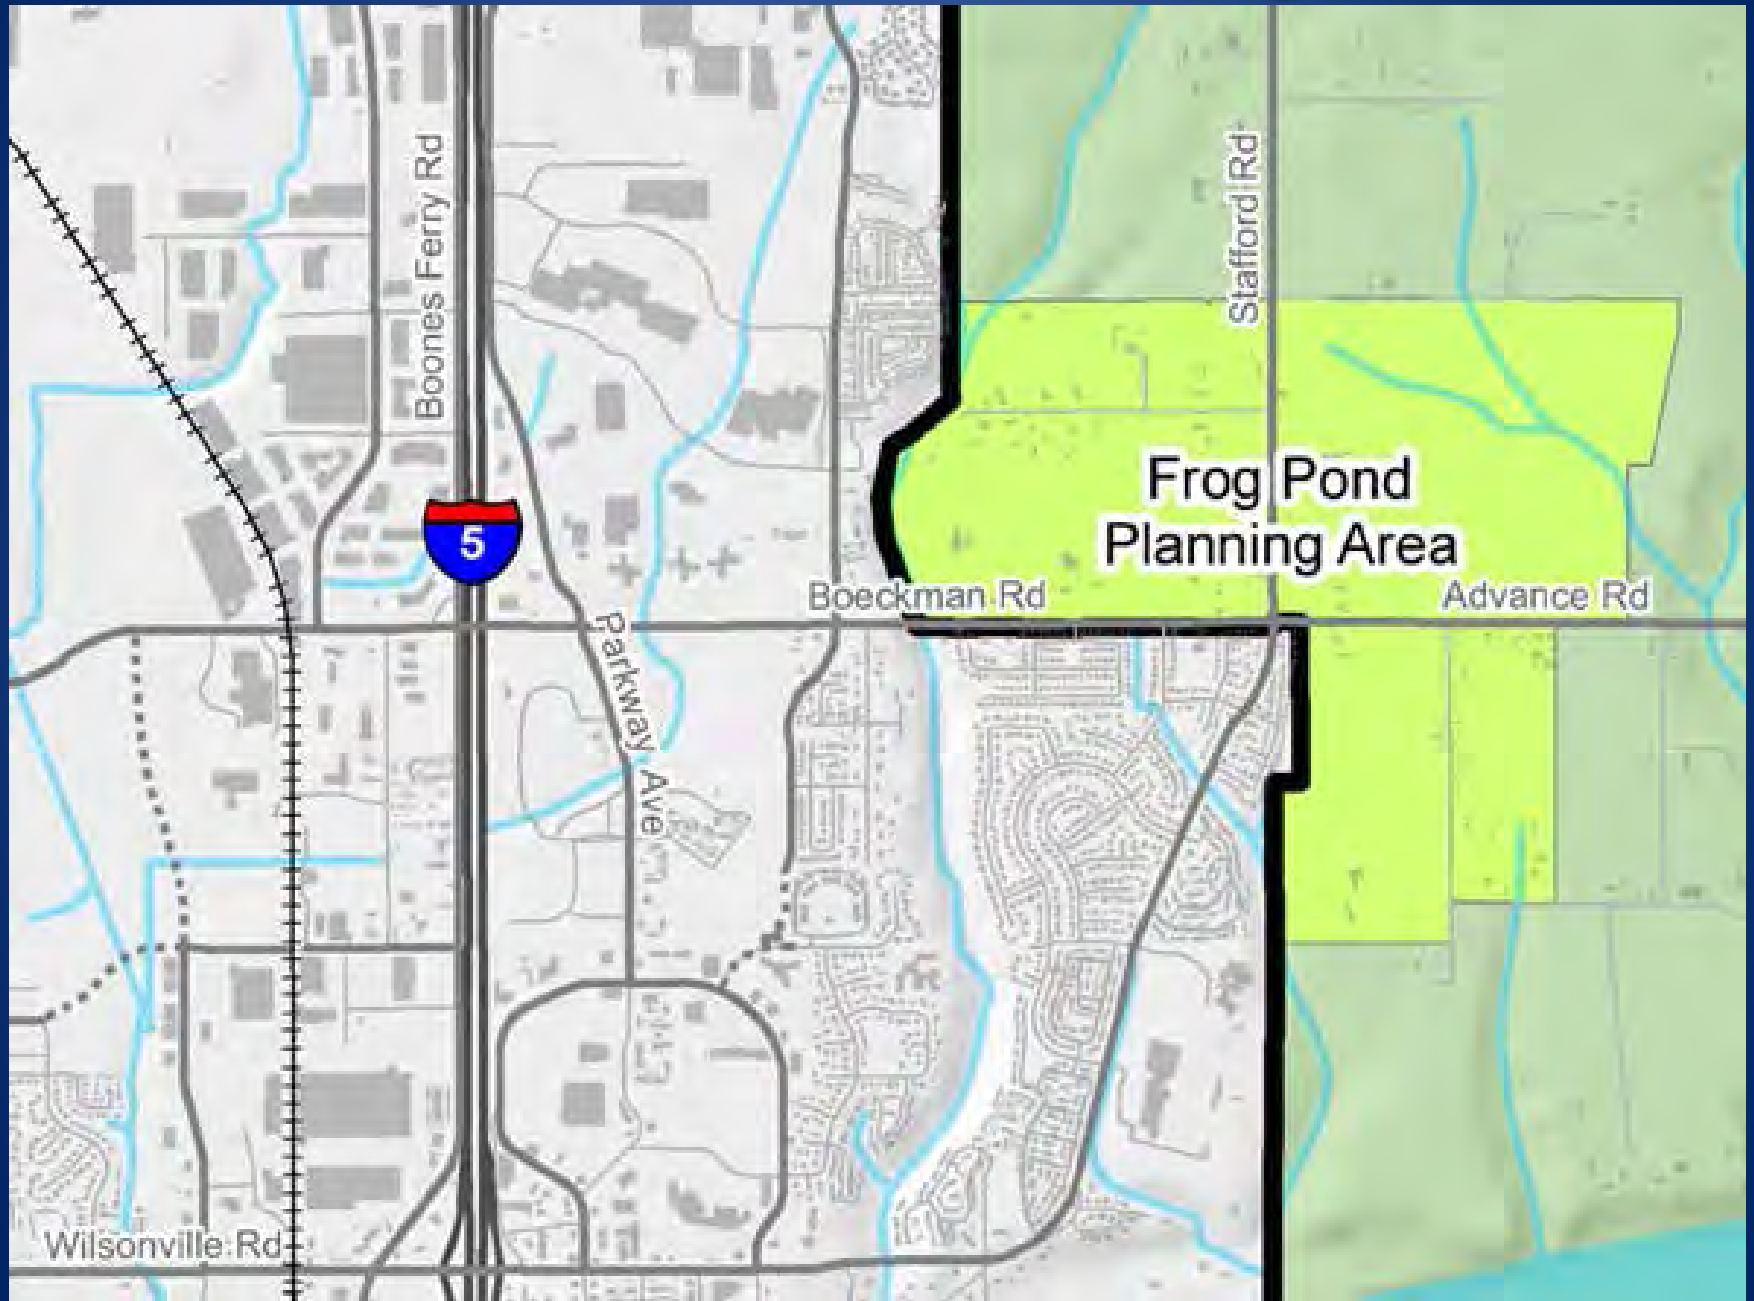 Boones Ferry Rd
Stafford Rd
Frog Pond
Planning Area
5
Boeckman Rd
Advance Rd
Parkway Ave
Wilsonville Rd